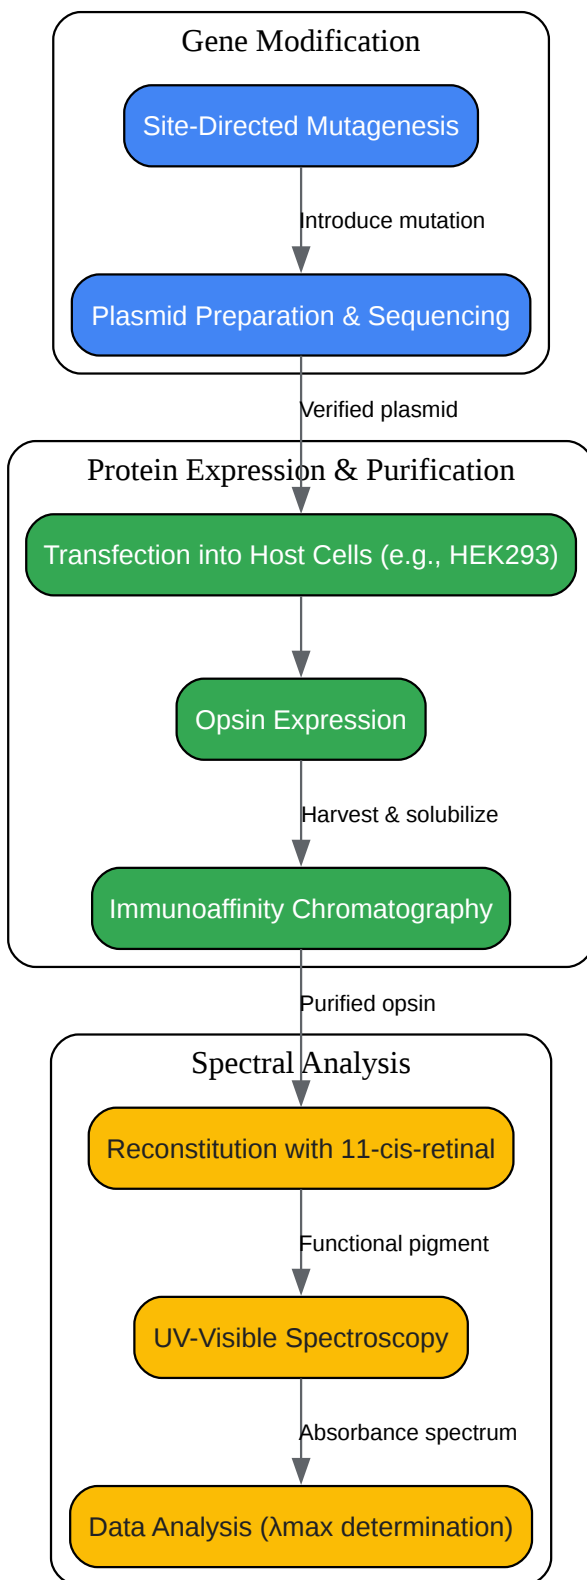 Gene Modification
Site-Directed Mutagenesis
Introduce mutation
Plasmid Preparation & Sequencing
Verified plasmid
Protein Expression & Purification
Transfection into Host Cells (e.g., HEK293)
Opsin Expression
Harvest & solubilize
Immunoaffinity Chromatography
Purified opsin
Spectral Analysis
Reconstitution with 11-cis-retinal
Functional pigment
UV-Visible Spectroscopy
Absorbance spectrum
Data Analysis (λmax determination)